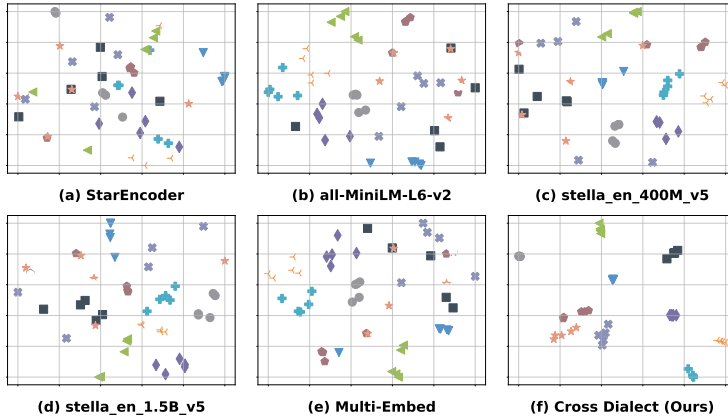 (a) StarEncoder
(b) all-MiniLM-L6-v2
(c) stella_en_400M_v5
(d) stella_en_1.5B_v5
(e) Multi-Embed
(f) Cross Dialect (Ours)